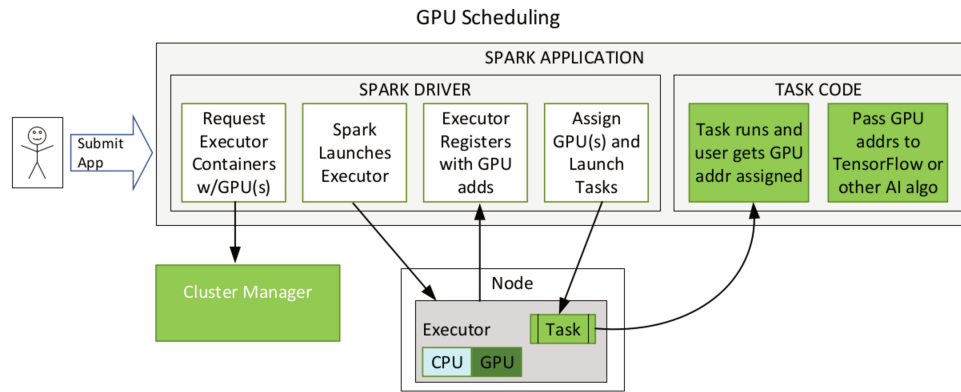 GPU Scheduling
SPARK APPLICATION
SPARK DRIVER
TASK CODE
Submit
App
Request
Executor
Containers
w/GPU(s)
Spark
Launches
Executor
Executor
Registers
with GPU
adds
Assign
GPU(s) and
Launch
Tasks
Task runs and
user gets GPU
addr assigned
Pass GPU
addrs to
TensorFlow or
other AI algo
Cluster Manager
Node
Executor
Task
CPU
GPU